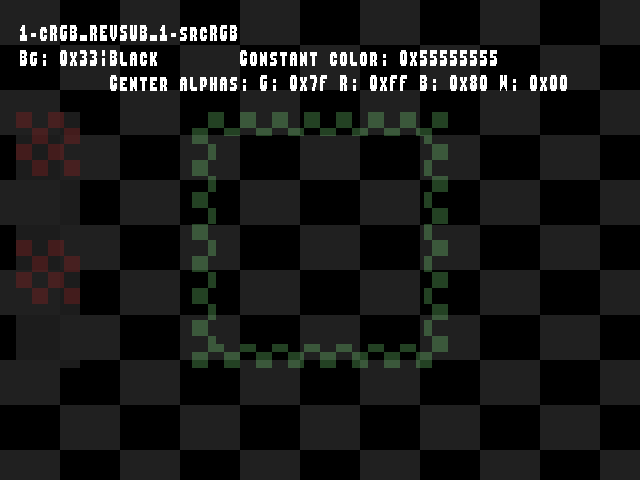 1-cRGB_REVSUB_1-srcRGB
Bg: 0x33¦Black Constant color: 0x55555555
Center alphas: G: 0x7f R: 0xff B: 0x80 W: 0x00